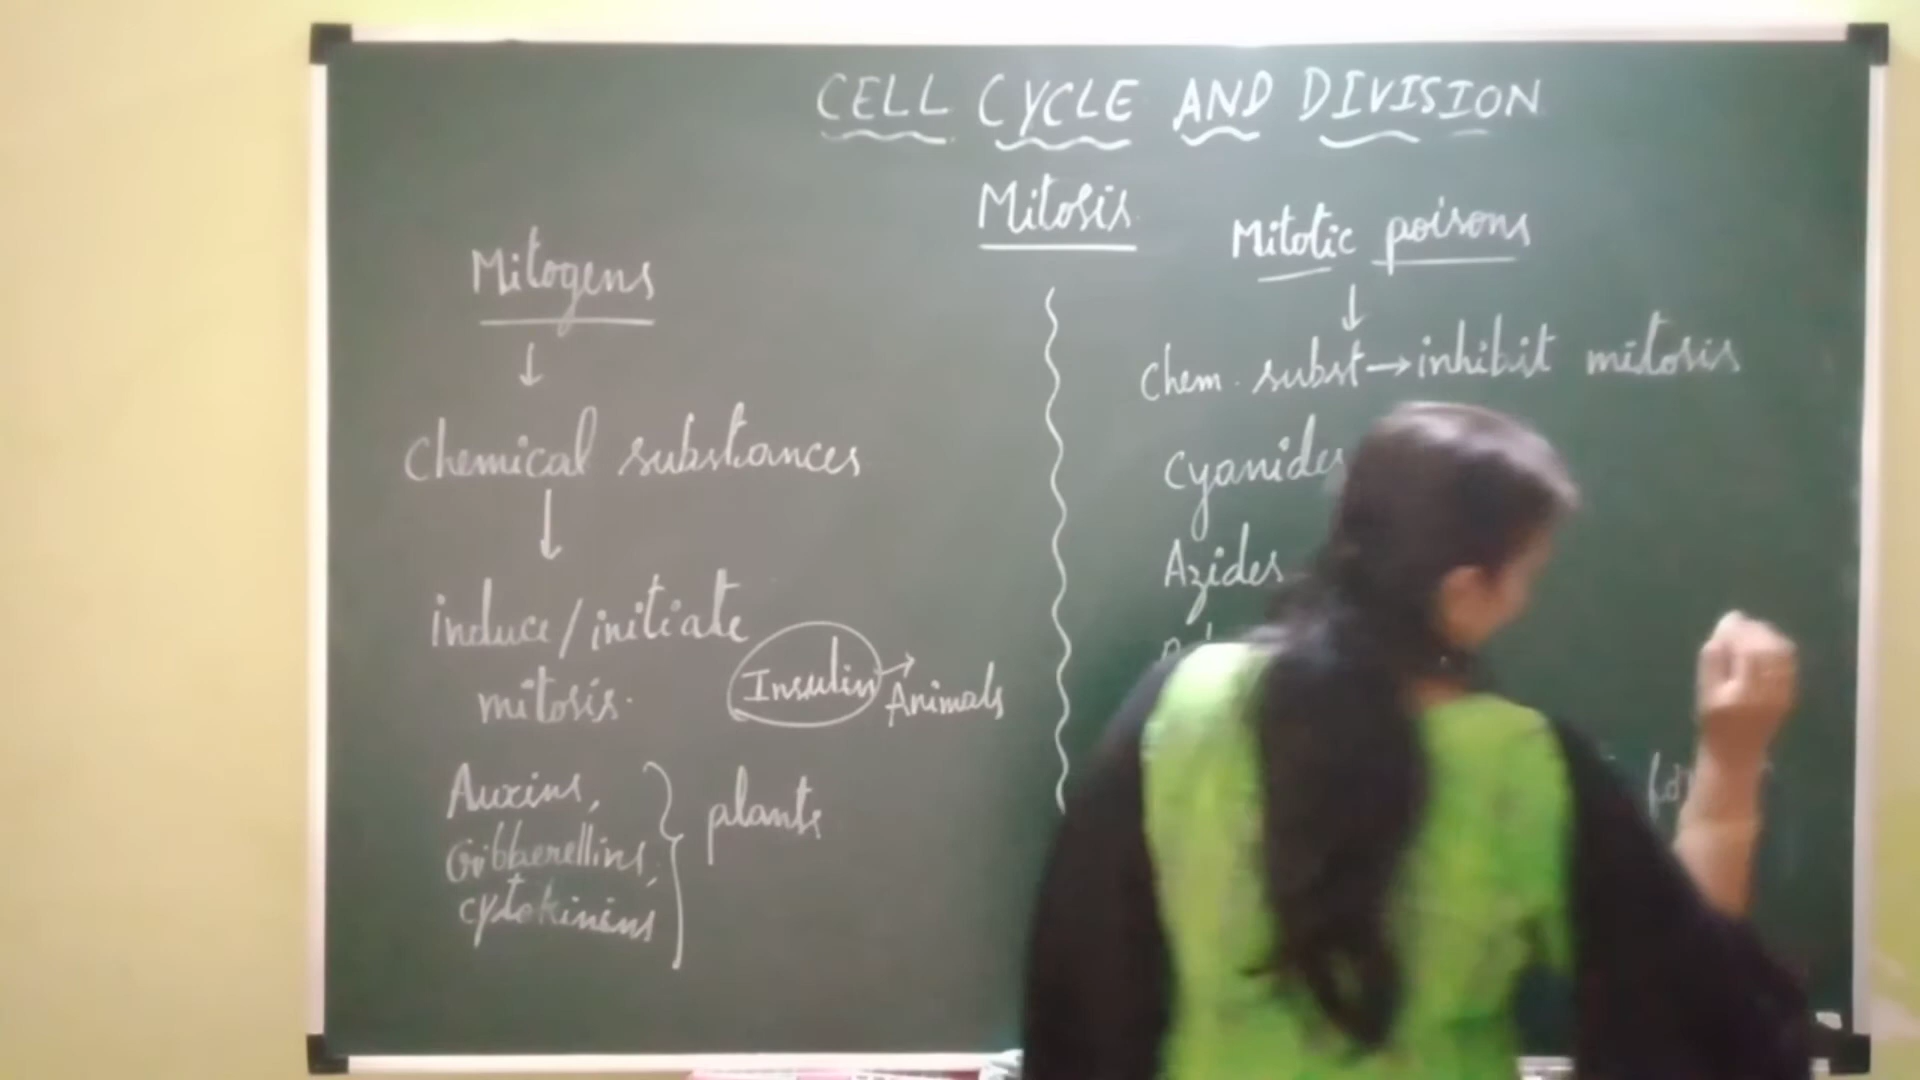 CELL CYCLE AND DIVISION
Mitosis
Mitogens
↓
Chemical substances
↓
induce/initiate
mitosis.
Insulin → Animals
Auxins,
Gibberellins,
cytokinins
plants
Mitotic poisons
↓
Chem. subst → inhibit mitosis
Cyanides
Azides